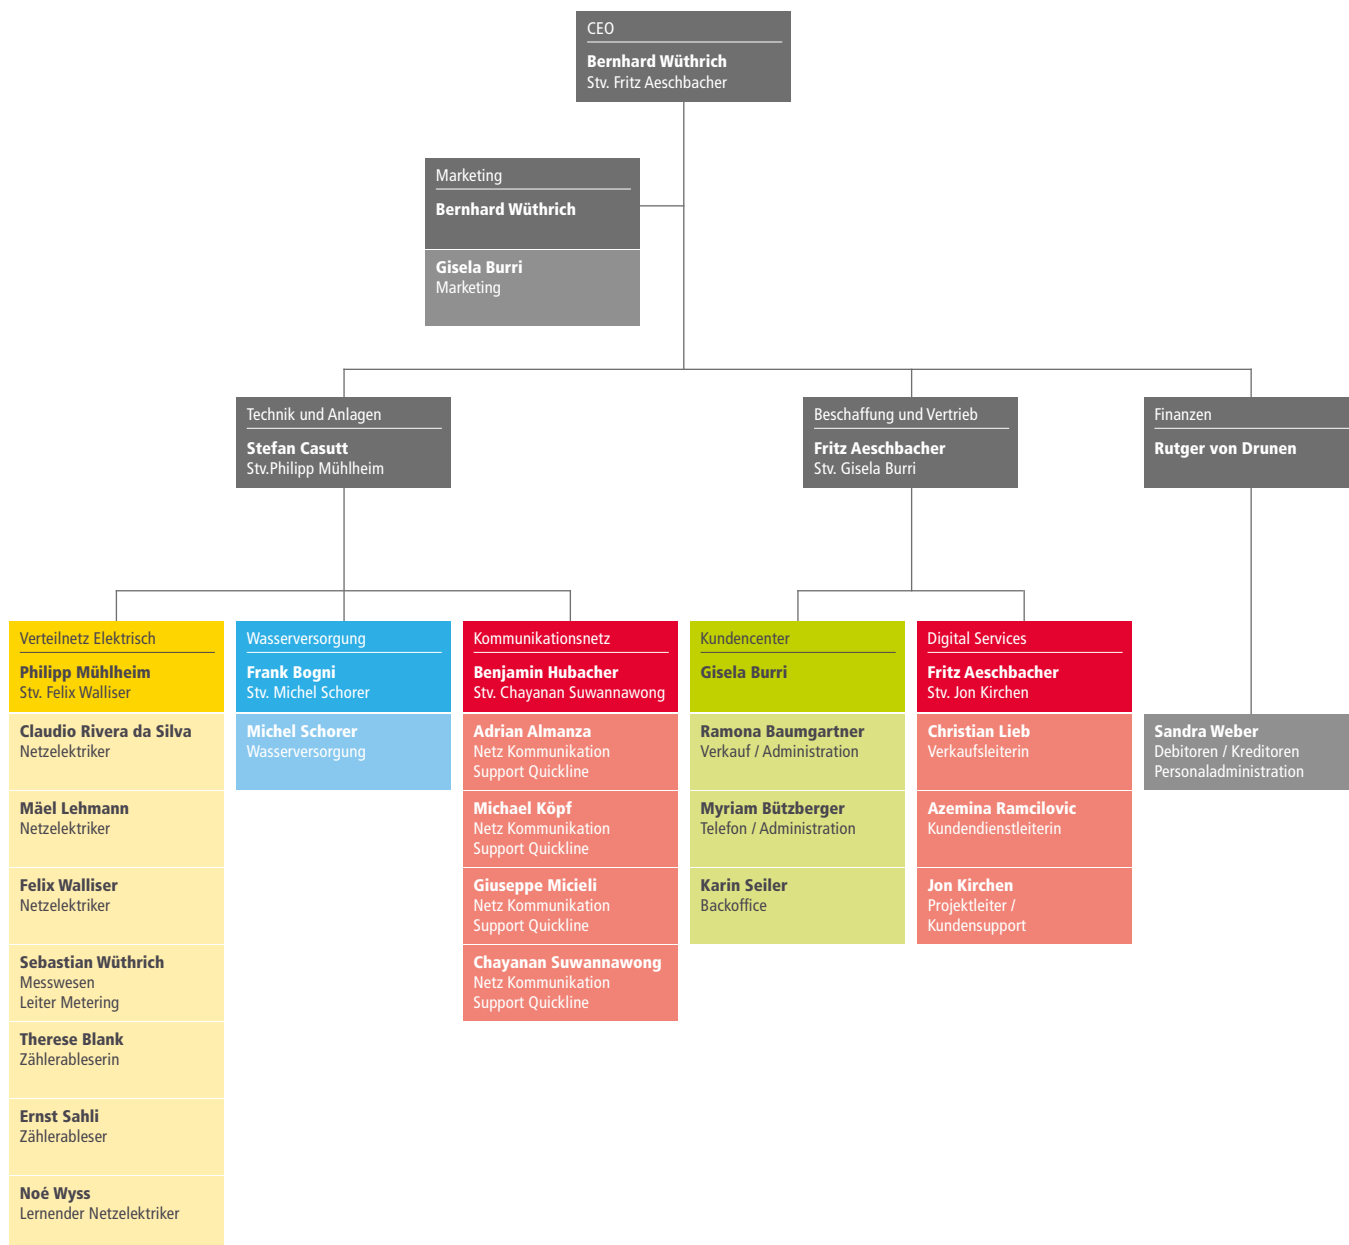 CEO
Bernhard Wüthrich
Stv. Fritz Aeschbacher
Marketing
Bernhard Wüthrich
Gisela Burri
Marketing
Technik und Anlagen
Stefan Casutt
Stv.Philipp Mühlheim
Beschaffung und Vertrieb
Fritz Aeschbacher
Stv. Gisela Burri
Finanzen
Rutger von Drunen
Verteilnetz Elektrisch
Philipp Mühlheim
Stv. Felix Walliser
Claudio Rivera da Silva
Netzelektriker
Mäel Lehmann
Netzelektriker
Felix Walliser
Netzelektriker
Sebastian Wüthrich
Messwesen
Leiter Metering
Therese Blank
Zählerableserin
Ernst Sahli
Zählerableser
Noé Wyss
Lernender Netzelektriker
Wasserversorgung
Frank Bogni
Stv. Michel Schorer
Michel Schorer
Wasserversorgung
Kommunikationsnetz
Benjamin Hubacher
Stv. Chayanan Suwannawong
Adrian Almanza
Netz Kommunikation
Support Quickline
Michael Köpf
Netz Kommunikation
Support Quickline
Giuseppe Micieli
Netz Kommunikation
Support Quickline
Chayanan Suwannawong
Netz Kommunikation
Support Quickline
Kundencenter
Gisela Burri
Ramona Baumgartner
Verkauf / Administration
Myriam Bützberger
Telefon / Administration
Karin Seiler
Backoffice
Digital Services
Fritz Aeschbacher
Stv. Jon Kirchen
Christian Lieb
Verkaufsleiterin
Azemina Ramcilovic
Kundendienstleiterin
Jon Kirchen
Projektleiter /
Kundensupport
Sandra Weber
Debitoren / Kreditoren
Personaladministration